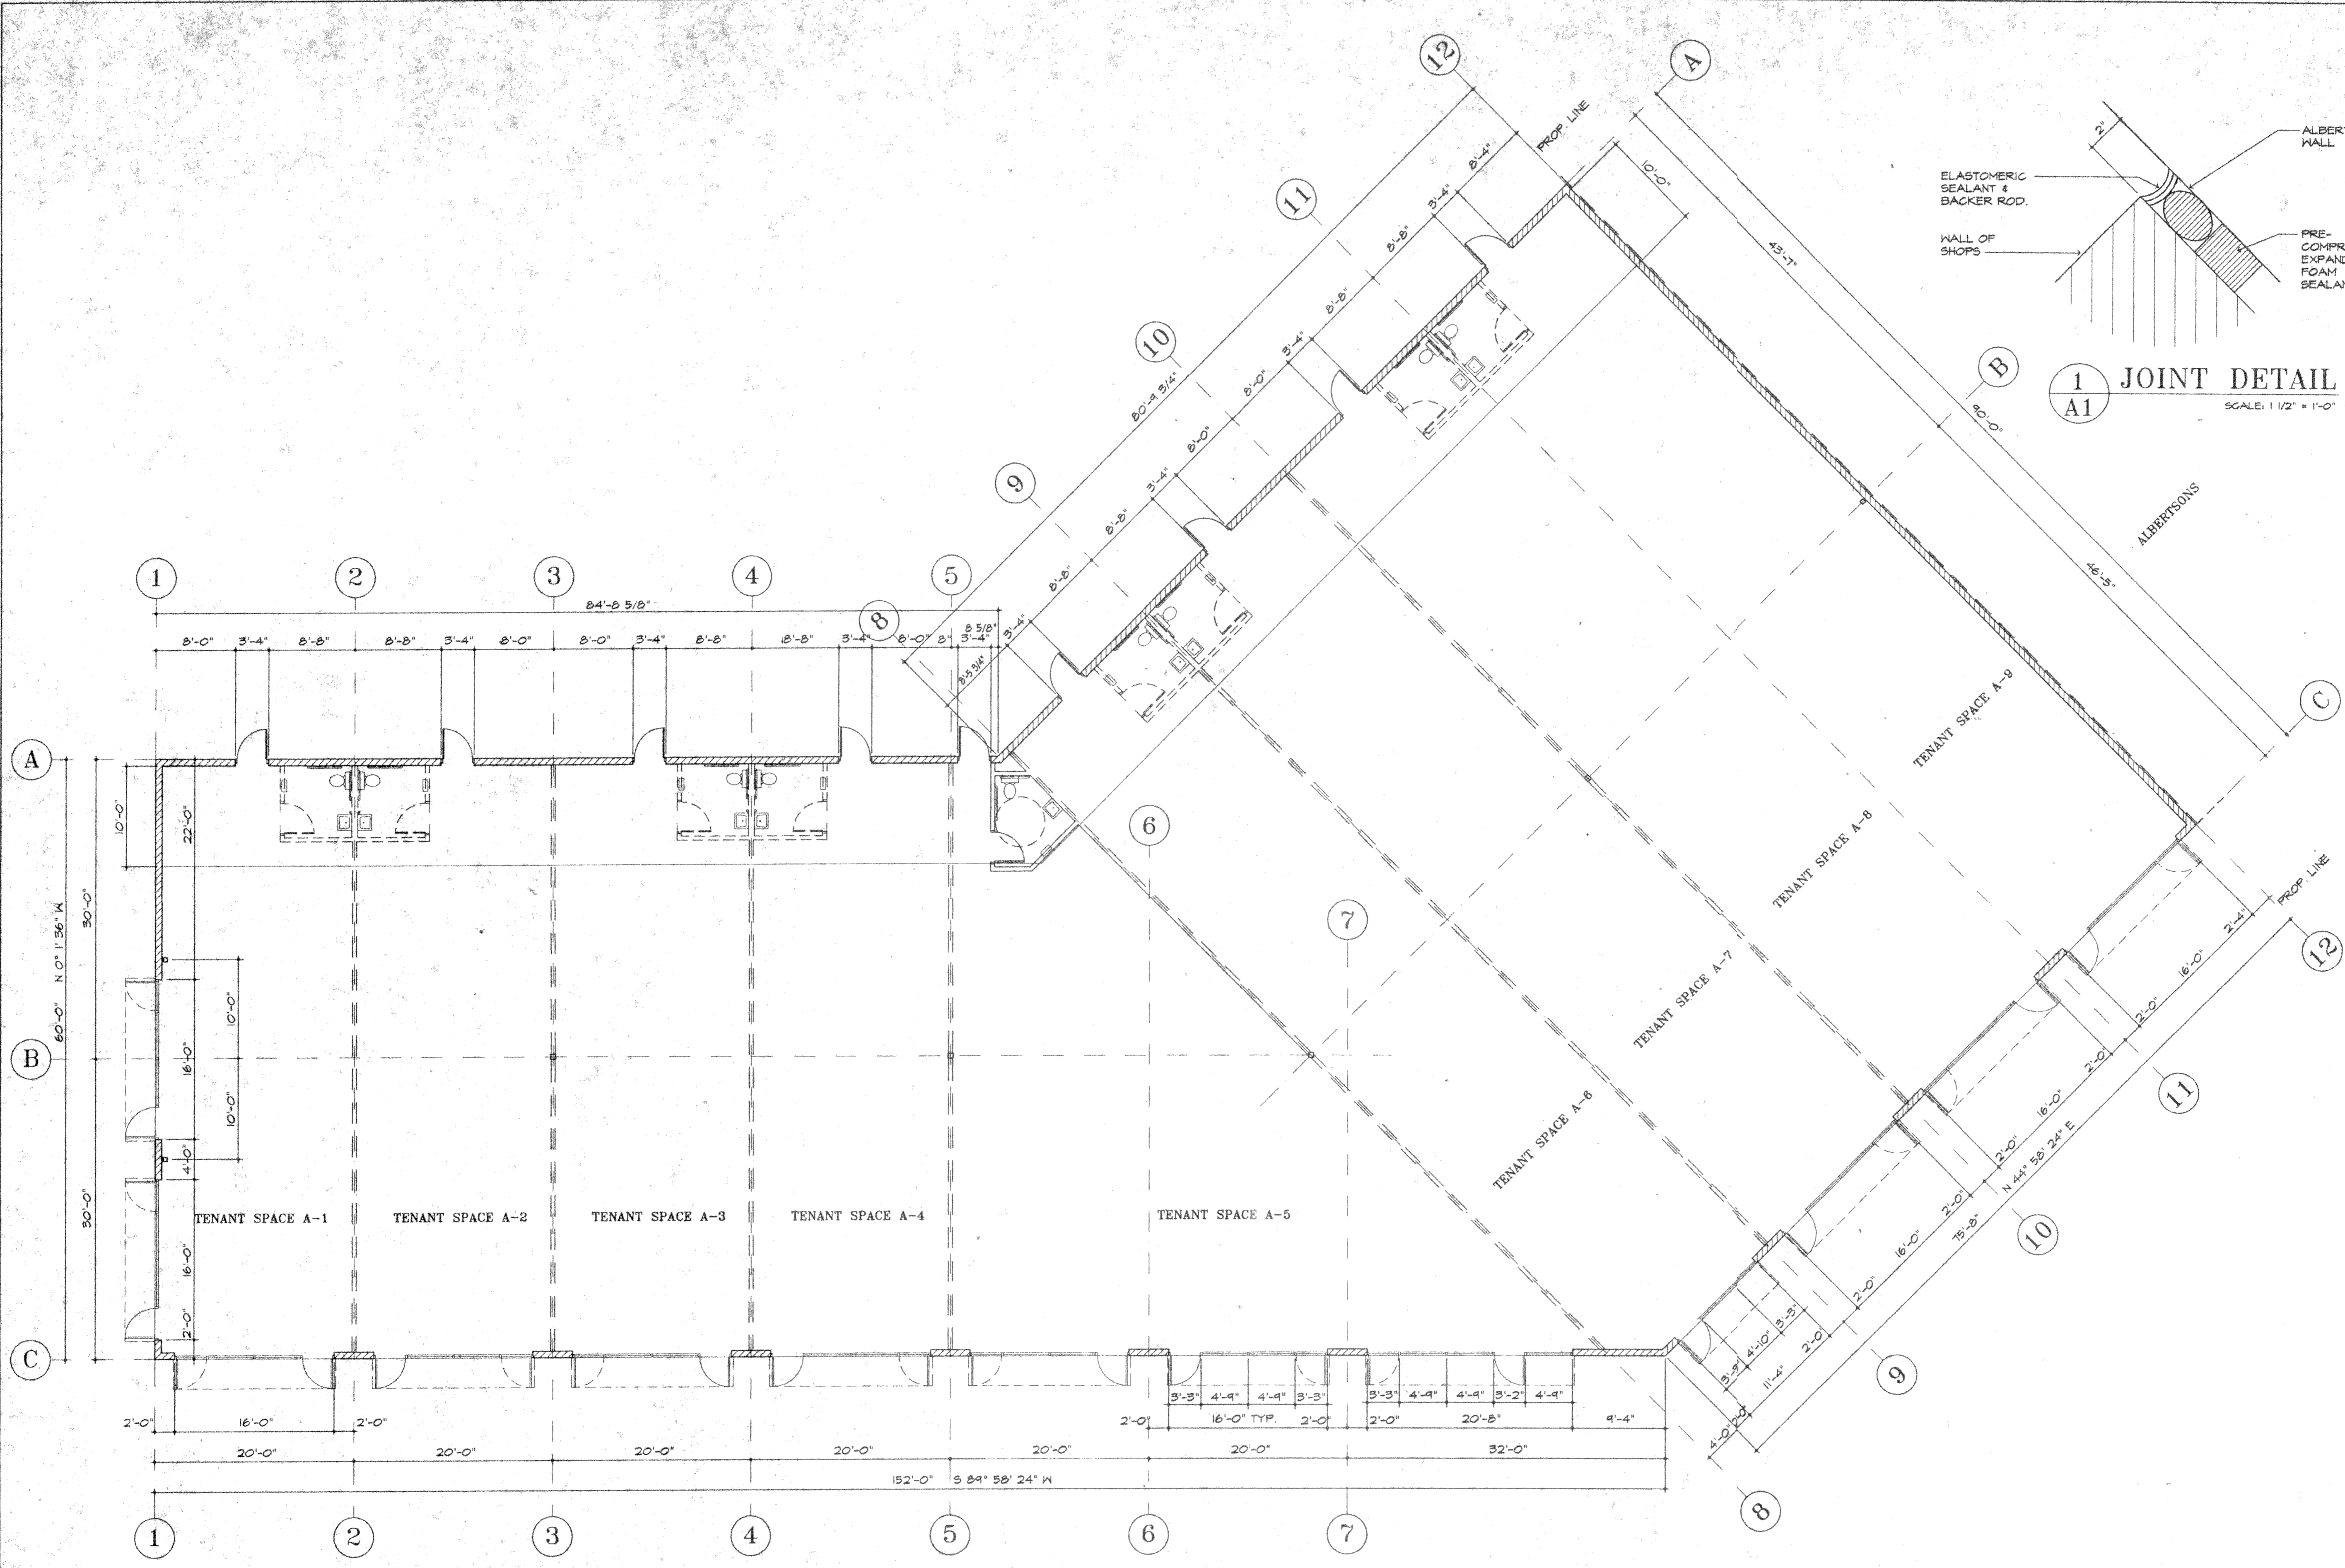 12
A
PROP. LINE
8'-4"
3'-4"
10'-0"
11
8'-8"
8'-8"
43'-7"
3'-4"
10
8'-0"
8'-0"
80'-9 3/4"
3'-4"
9
8'-8"
8'-8"
3'-4"
8
8'-5 3/4"
B
90'-0"
ALBERTSONS
46'-5"
C
2"
ELASTOMERIC
SEALANT &
BACKER ROD.
WALL OF
SHOPS
ALBER
WALL
PRE-
COMPR
EXPAND
FOAM
SEALAN
1
A1
JOINT DETAIL
SCALE: 1 1/2" = 1'-0"
1
2
3
4
5
84'-8 5/8"
8'-0"
3'-4"
8'-8"
8'-8"
3'-4"
8'-0"
8'-0"
3'-4"
8'-8"
18'-8"
3'-4"
8'-0"
8"
3'-4"
8 5/8"
A
B
C
60'-0" N 0° 1' 36" W
30'-0"
30'-0"
10'-0"
22'-0"
10'-0"
16'-0"
10'-0"
4'-0"
16'-0"
2'-0"
6
7
TENANT SPACE A-1
TENANT SPACE A-2
TENANT SPACE A-3
TENANT SPACE A-4
TENANT SPACE A-5
TENANT SPACE A-6
TENANT SPACE A-7
TENANT SPACE A-8
TENANT SPACE A-9
PROP. LINE
12
2'-4"
16'-0"
2'-0"
11
2'-0"
16'-0"
2'-0"
N 44° 58' 24" E
75'-8"
10
2'-0"
16'-0"
2'-0"
9
3'-3"
2'-0"
4'-10"
11'-4"
3'-9"
2'-0"
4'-0"
8
3'-3"
4'-9"
4'-9"
3'-3"
3'-3"
4'-9"
4'-9"
3'-2"
4'-9"
2'-0"
16'-0"
2'-0"
2'-0"
16'-0" TYP.
2'-0"
2'-0"
20'-8"
9'-4"
20'-0"
20'-0"
20'-0"
20'-0"
20'-0"
20'-0"
32'-0"
152'-0" S 89° 58' 24" W
1
2
3
4
5
6
7